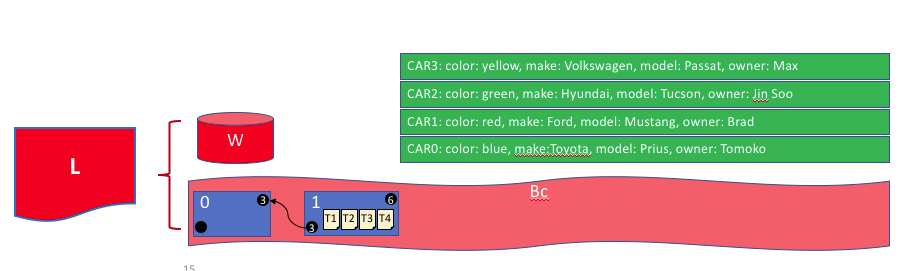 CAR3: color: yellow, make: Volkswagen, model: Passat, owner: Max
CAR2: color: green, make: Hyundai, model: Tucson, owner: Jin Soo
CAR1: color: red, make: Ford, model: Mustang, owner: Brad
CAR0: color: blue, make:Toyota, model: Prius, owner: Tomoko
L
W
Bc
0
3
1
6
3
T1 T2 T3 T4
15